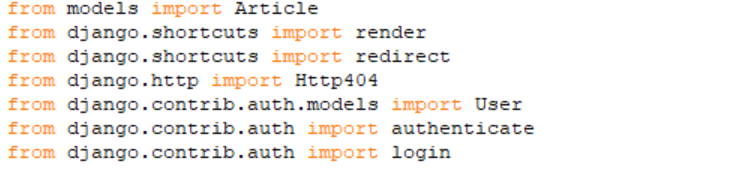 from models import Article
from django.shortcuts import render
from django.shortcuts import redirect
from django.http import Http404
from django.contrib.auth.models import User
from django.contrib.auth import authenticate
from django.contrib.auth import login